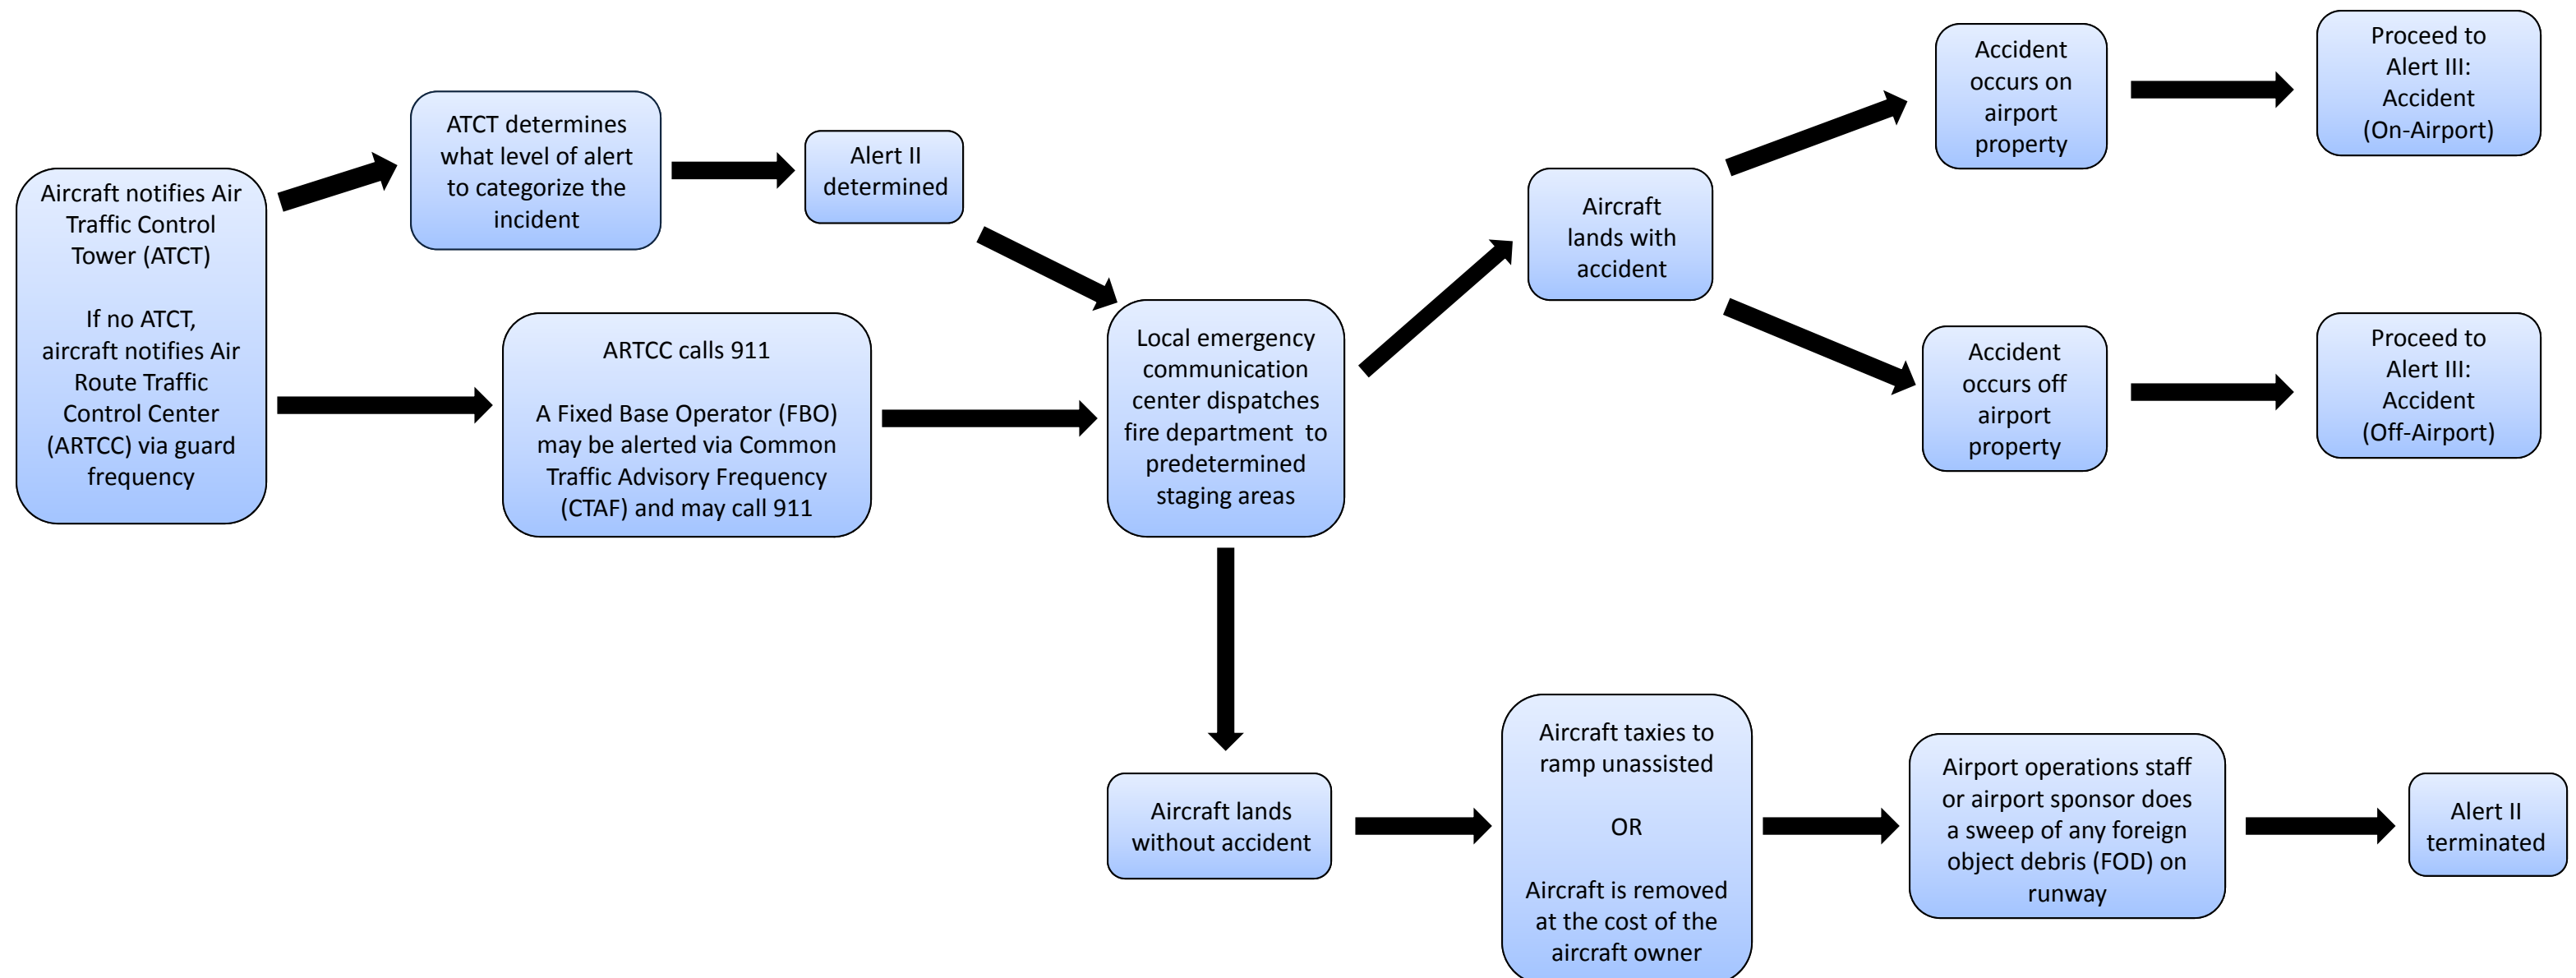 Aircraft notifies Air
Traffic Control
Tower (ATCT)
If no ATCT,
aircraft notifies Air
Route Traffic
Control Center
(ARTCC) via guard
frequency
ATCT determines
what level of alert
to categorize the
incident
Alert II
determined
ARTCC calls 911
A Fixed Base Operator (FBO)
may be alerted via Common
Traffic Advisory Frequency
(CTAF) and may call 911
Local emergency
communication
center dispatches
fire department to
predetermined
staging areas
Aircraft
lands with
accident
Accident
occurs on
airport
property
Proceed to
Alert III:
Accident
(On-Airport)
Accident
occurs off
airport
property
Proceed to
Alert III:
Accident
(Off-Airport)
Aircraft lands
without accident
Aircraft taxies to
ramp unassisted
OR
Aircraft is removed
at the cost of the
aircraft owner
Airport operations staff
or airport sponsor does
a sweep of any foreign
object debris (FOD) on
runway
Alert II
terminated